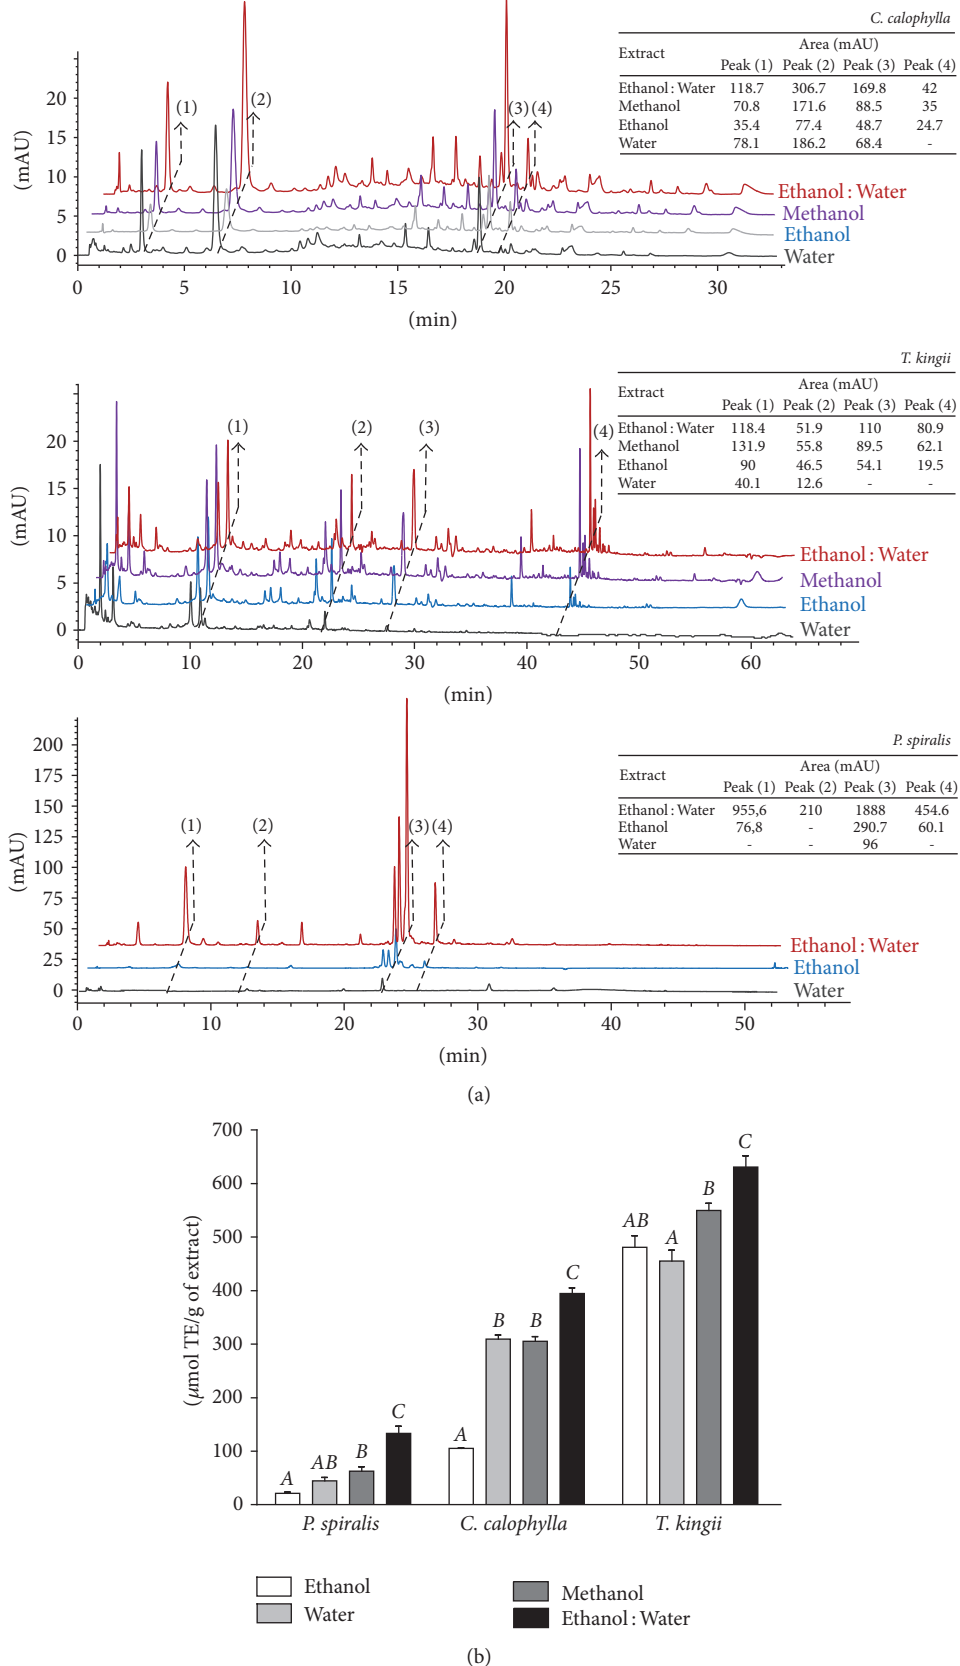 C. calophylla
Extract Area (mAU)
Peak (1) Peak (2) Peak (3) Peak (4)
Ethanol : Water 118.7 306.7 169.8 42
Methanol 70.8 171.6 88.5 35
Ethanol 35.4 77.4 48.7 24.7
Water 78.1 186.2 68.4 -
(mAU)
20
15
10
5
0
(1) (2) (3) (4)
Ethanol : Water
Methanol
Ethanol
Water
0 5 10 15 20 25 30
(min)
T. kingii
Extract Area (mAU)
Peak (1) Peak (2) Peak (3) Peak (4)
Ethanol : Water 118.4 51.9 110 80.9
Methanol 131.9 55.8 89.5 62.1
Ethanol 90 46.5 54.1 19.5
Water 40.1 12.6 - -
(mAU)
20
15
10
5
0
(1) (2) (3) (4)
Ethanol : Water
Methanol
Ethanol
Water
0 10 20 30 40 50 60
(min)
P. spiralis
Extract Area (mAU)
Peak (1) Peak (2) Peak (3) Peak (4)
Ethanol : Water 955,6 210 1888 454.6
Ethanol 76,8 - 290.7 60.1
Water - - 96 -
(mAU)
200
175
150
125
100
75
50
25
0
(1) (2) (3) (4)
Ethanol : Water
Ethanol
Water
0 10 20 30 40 50
(min)
(a)
(μmol TE/g of extract)
700
600
500
400
300
200
100
0
A AB B C
A B B C
AB A B C
P. spiralis C. calophylla T. kingii
Ethanol Methanol
Water Ethanol : Water
(b)